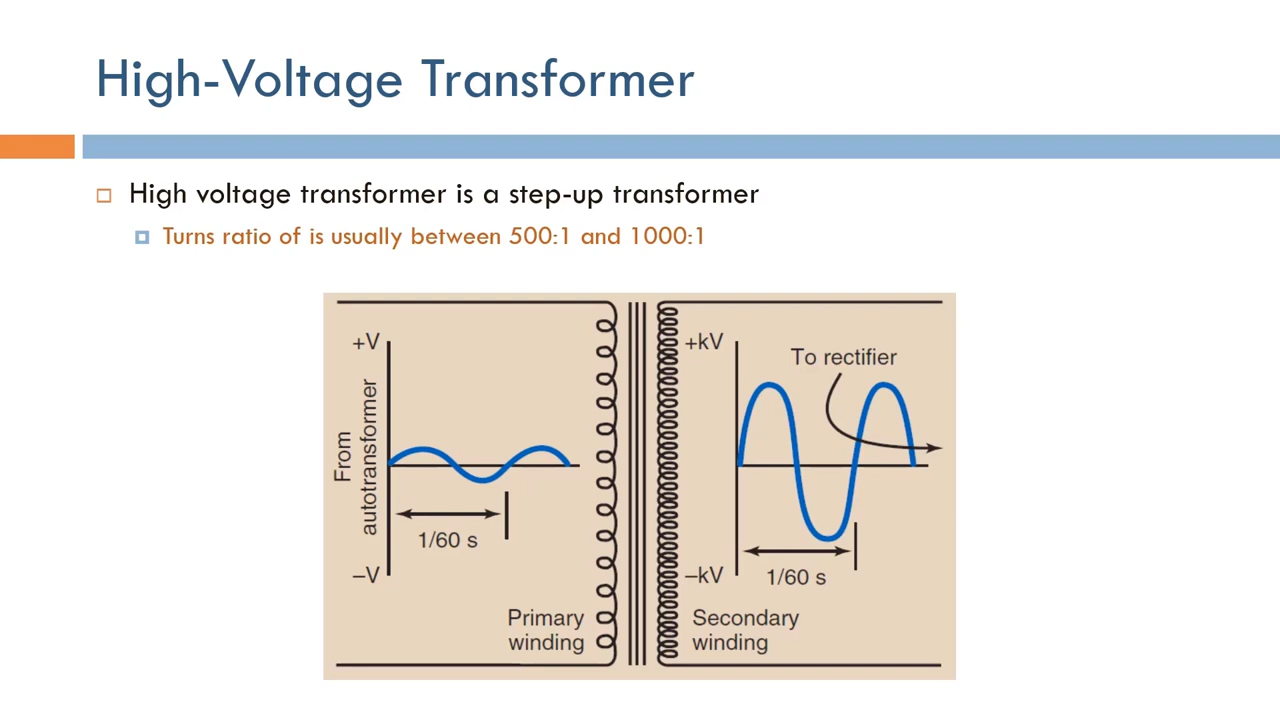 High-Voltage Transformer
High voltage transformer is a step-up transformer
Turns ratio of is usually between 500:1 and 1000:1
+V
From
autotransformer
1/60 s
–V
Primary
winding
+kV
To rectifier
1/60 s
–kV
Secondary
winding